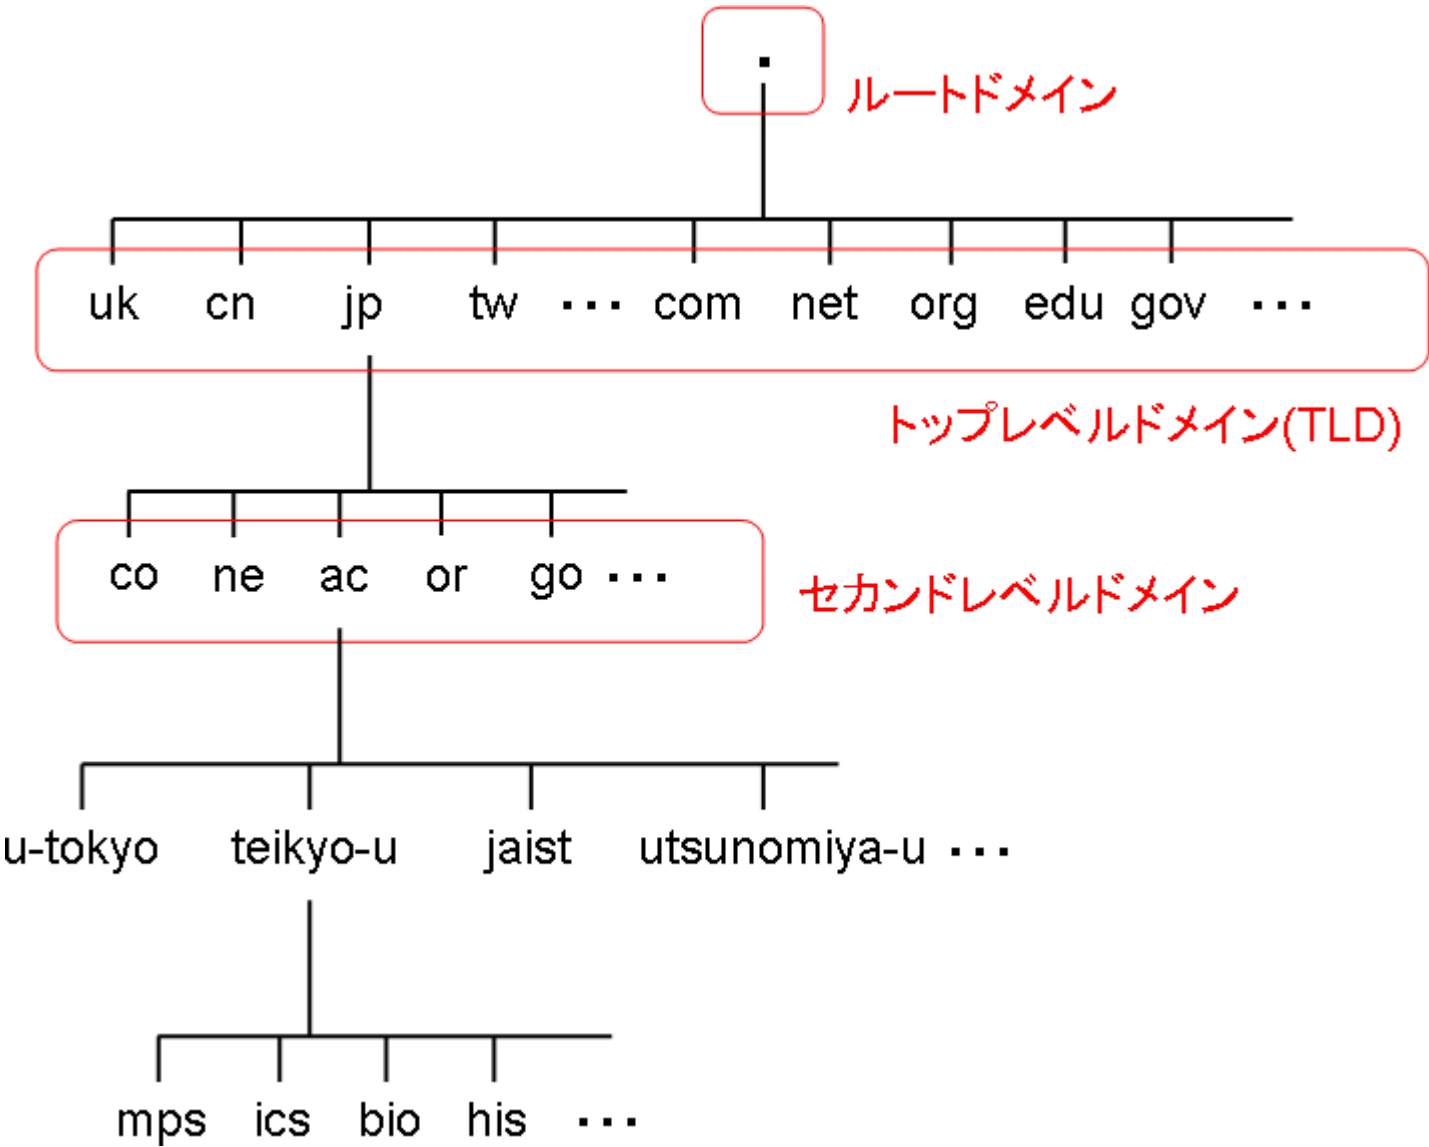 .
ルートドメイン
uk cn jp tw ··· com net org edu gov ···
トップレベルドメイン(TLD)
co ne ac or go ···
セカンドレベルドメイン
u-tokyo teikyo-u jaist utsunomiya-u ···
mps ics bio his ···